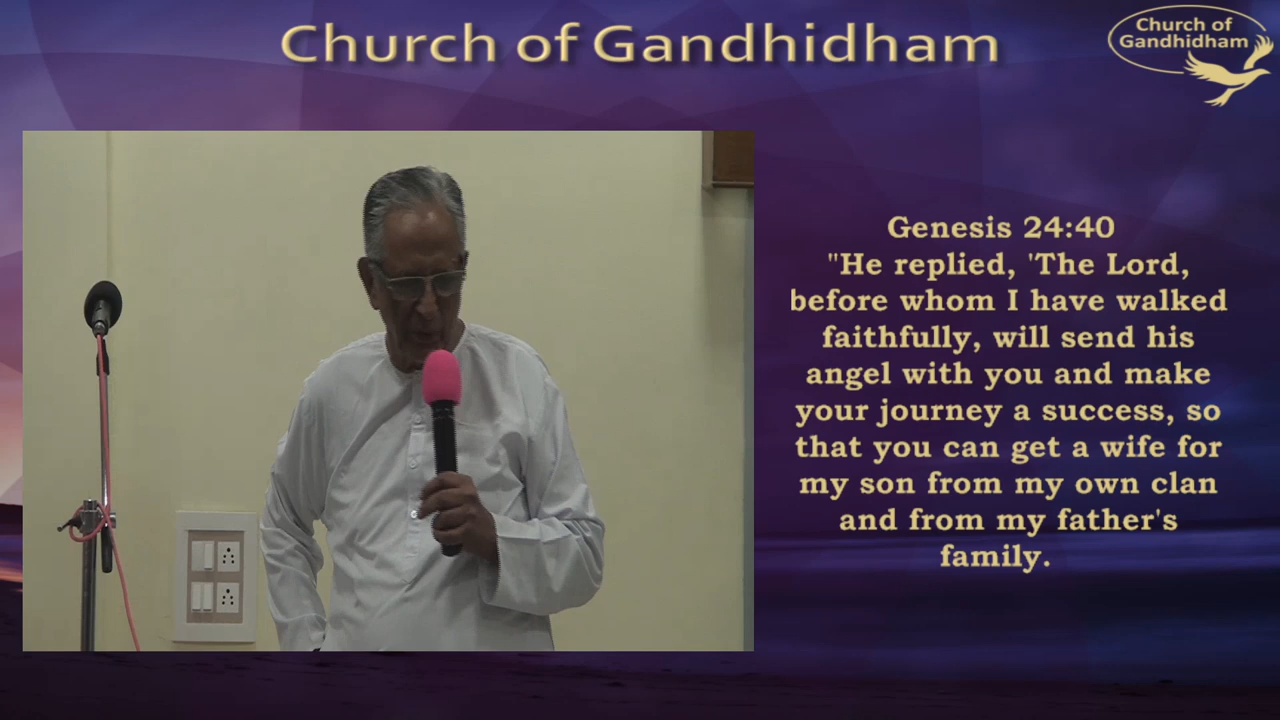 Church of Gandhidham
Church of
Gandhidham
Genesis 24:40
"He replied, 'The Lord,
before whom I have walked
faithfully, will send his
angel with you and make
your journey a success, so
that you can get a wife for
my son from my own clan
and from my father's
family.